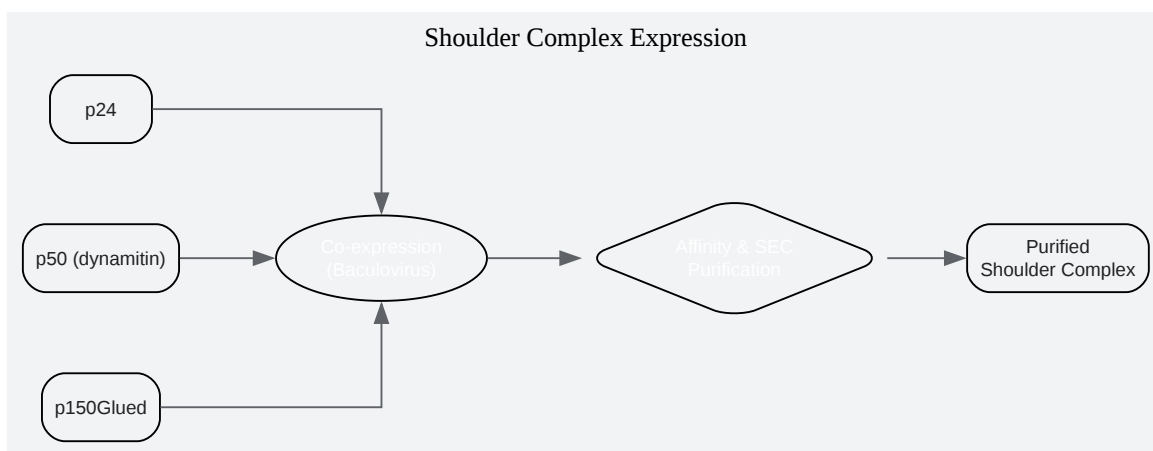 Shoulder Complex Expression
p24
p50 (dynamitin)
p150Glued
Co-expression
(Baculovirus)
Affinity & SEC
Purification
Purified
Shoulder Complex